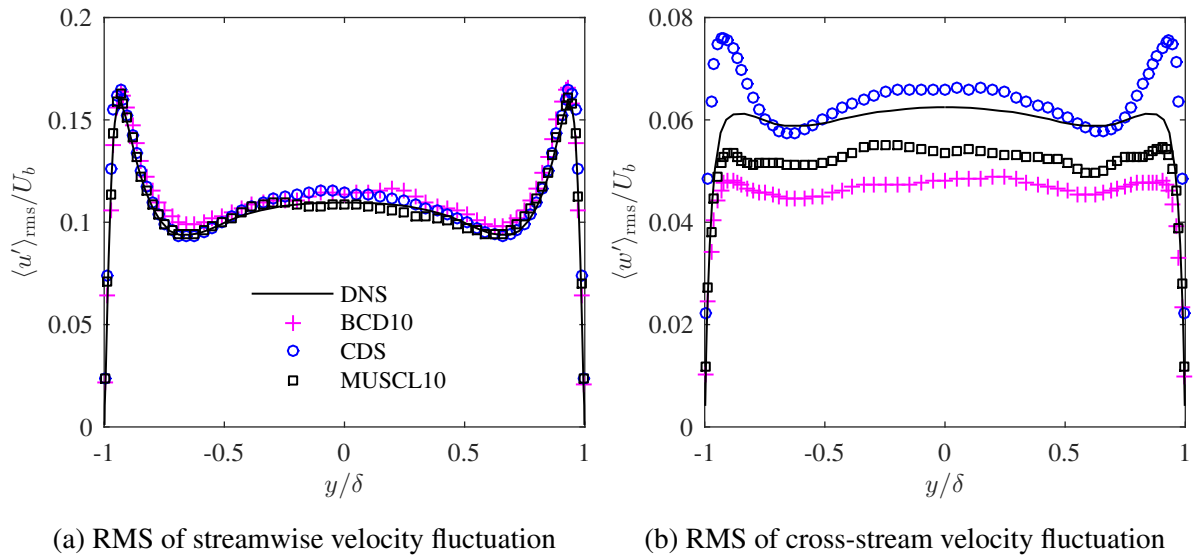 0.2
0.15
0.1
0.05
0
-1
-0.5
0
0.5
1
⟨u′⟩rms/Ub
y/δ
DNS
BCD10
CDS
MUSCL10
(a) RMS of streamwise velocity fluctuation
0.08
0.06
0.04
0.02
0
-1
-0.5
0
0.5
1
⟨w′⟩rms/Ub
y/δ
(b) RMS of cross-stream velocity fluctuation